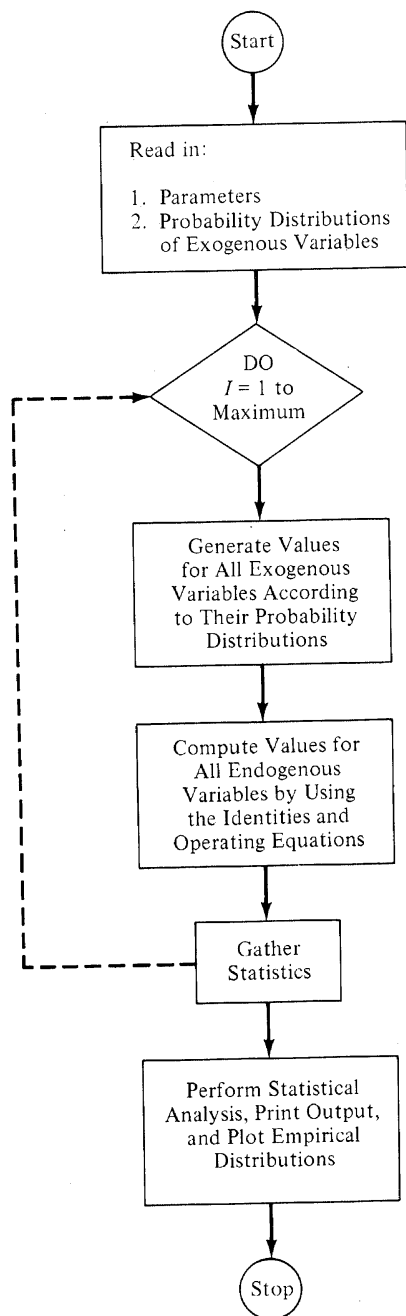 Start
Read in:
1. Parameters
2. Probability Distributions
of Exogenous Variables
DO
I = 1 to
Maximum
Generate Values
for All Exogenous
Variables According
to Their Probability
Distributions
Compute Values for
All Endogenous
Variables by Using
the Identities and
Operating Equations
Gather
Statistics
Perform Statistical
Analysis, Print Output,
and Plot Empirical
Distributions
Stop